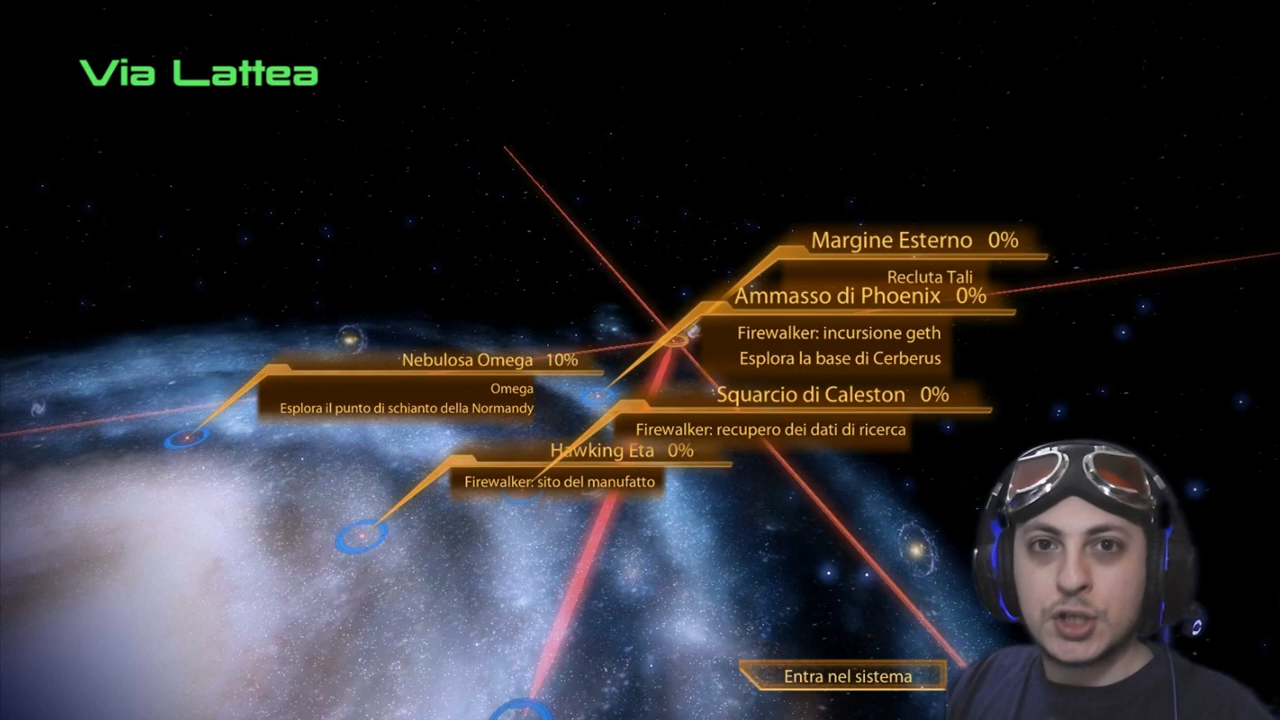 Via Lattea
Margine Esterno 0%
Recluta Tali
Ammasso di Phoenix 0%
Firewalker: incursione geth
Esplora la base di Cerberus
Nebulosa Omega 10%
Omega
Esplora il punto di schianto della Normandy
Squarcio di Caleston 0%
Firewalker: recupero dei dati di ricerca
Hawking Eta 0%
Firewalker: sito del manufatto
Entra nel sistema